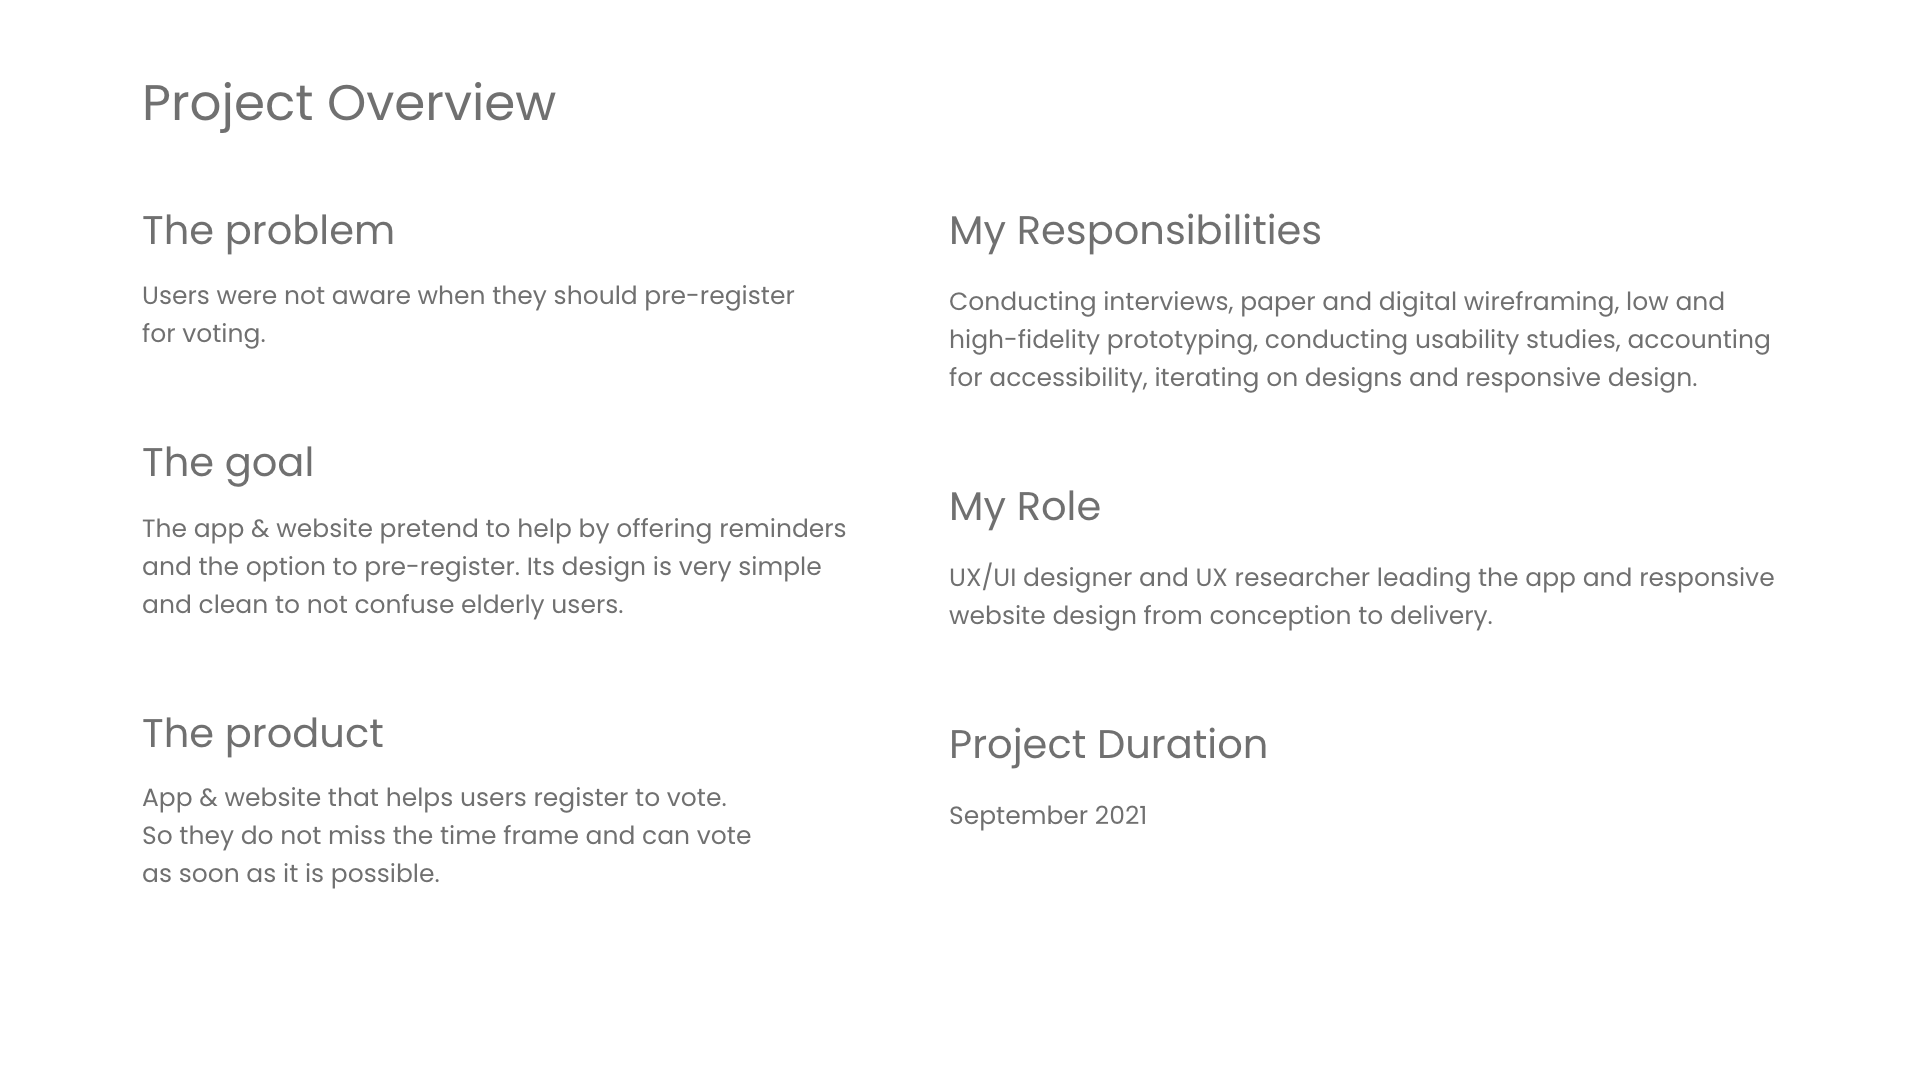 Project Overview
The problem
Users were not aware when they should pre-register
for voting.
The goal
The app & website pretend to help by offering reminders
and the option to pre-register. Its design is very simple
and clean to not confuse elderly users.
The product
App & website that helps users register to vote.
So they do not miss the time frame and can vote
as soon as it is possible.
My Responsibilities
Conducting interviews, paper and digital wireframing, low and
high-fidelity prototyping, conducting usability studies, accounting
for accessibility, iterating on designs and responsive design.
My Role
UX/UI designer and UX researcher leading the app and responsive
website design from conception to delivery.
Project Duration
September 2021